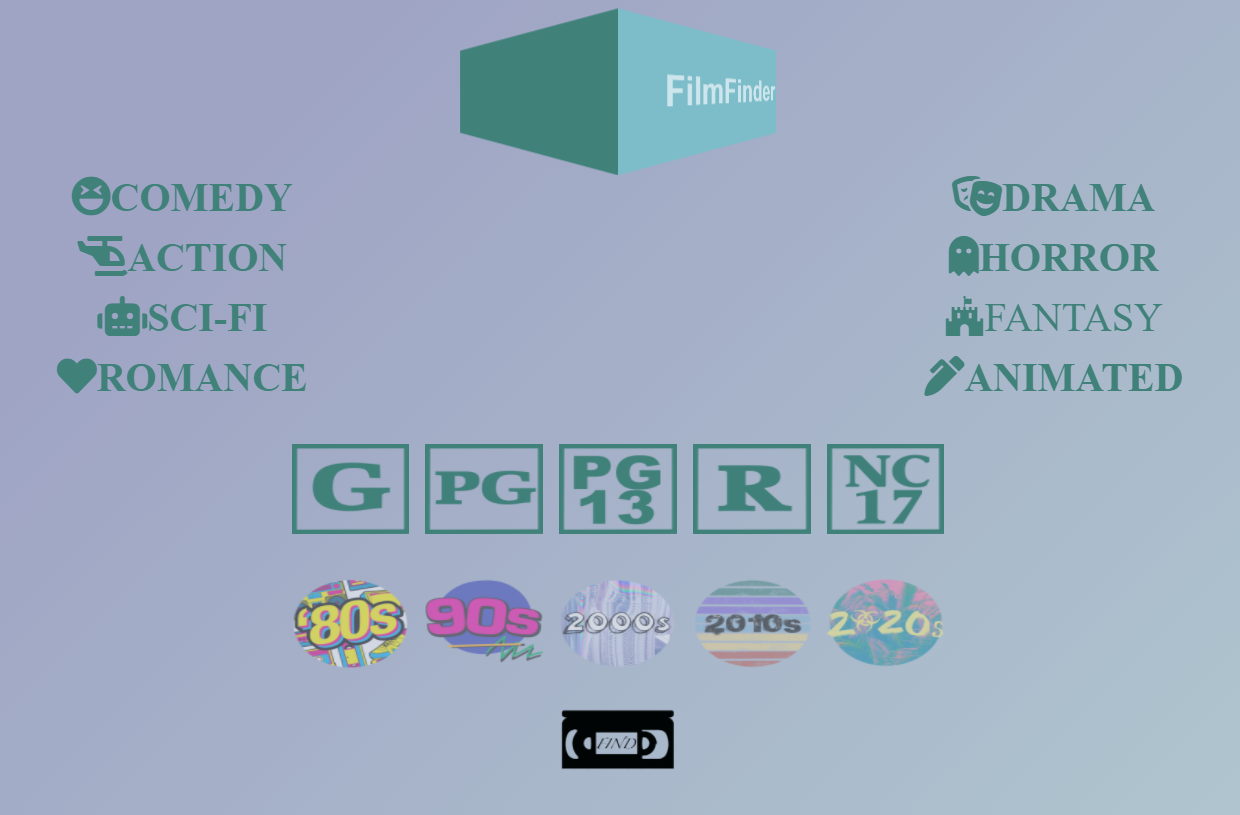 FilmFinder
COMEDY
DRAMA
ACTION
HORROR
SCI-FI
FANTASY
ROMANCE
ANIMATED
G
PG
PG
13
R
NC
17
'80s
90s
2000s
2010s
2020s
FIND